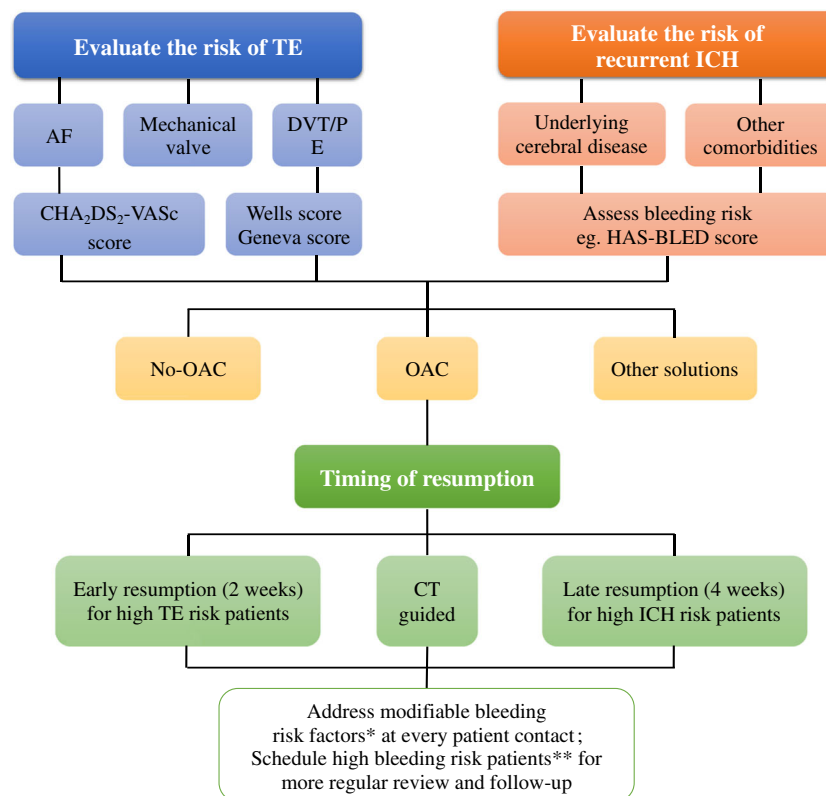 Evaluate the risk of TE
Evaluate the risk of
recurrent ICH
AF
Mechanical
valve
DVT/P
E
Underlying
cerebral disease
Other
comorbidities
CHA₂DS₂-VASc
score
Wells score
Geneva score
Assess bleeding risk
eg. HAS-BLED score
No-OAC
OAC
Other solutions
Timing of resumption
Early resumption (2 weeks)
for high TE risk patients
CT
guided
Late resumption (4 weeks)
for high ICH risk patients
Address modifiable bleeding
risk factors* at every patient contact;
Schedule high bleeding risk patients** for
more regular review and follow-up